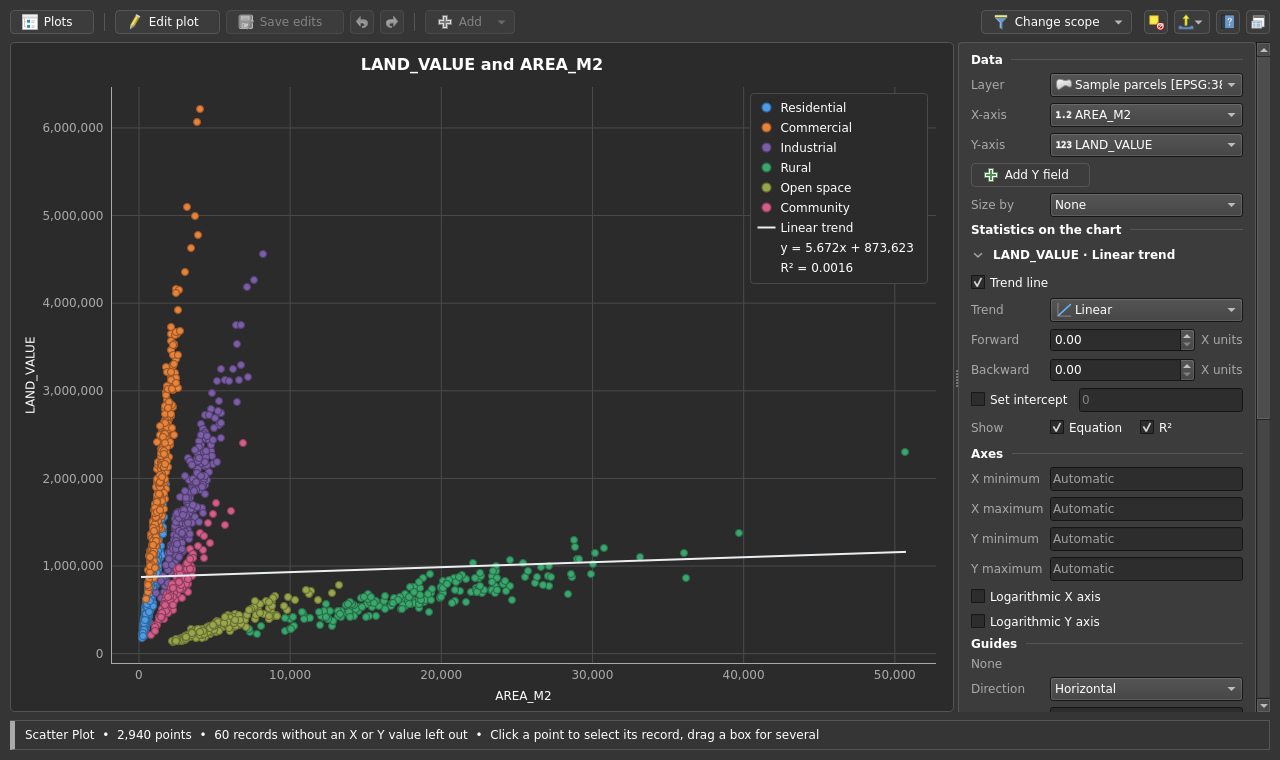 Plots
Edit plot
Save edits
Add
Change scope
LAND_VALUE and AREA_M2
6,000,000
5,000,000
4,000,000
3,000,000
2,000,000
1,000,000
0
LAND_VALUE
0 10,000 20,000 30,000 40,000 50,000
AREA_M2
Residential
Commercial
Industrial
Rural
Open space
Community
Linear trend
y = 5.672x + 873,623
R² = 0.0016
Data
Layer Sample parcels [EPSG:38
X-axis 1.2 AREA_M2
Y-axis 123 LAND_VALUE
Add Y field
Size by None
Statistics on the chart
LAND_VALUE · Linear trend
Trend line
Trend Linear
Forward 0.00 X units
Backward 0.00 X units
Set intercept 0
Show Equation R²
Axes
X minimum Automatic
X maximum Automatic
Y minimum Automatic
Y maximum Automatic
Logarithmic X axis
Logarithmic Y axis
Guides
None
Direction Horizontal
Scatter Plot • 2,940 points • 60 records without an X or Y value left out • Click a point to select its record, drag a box for several